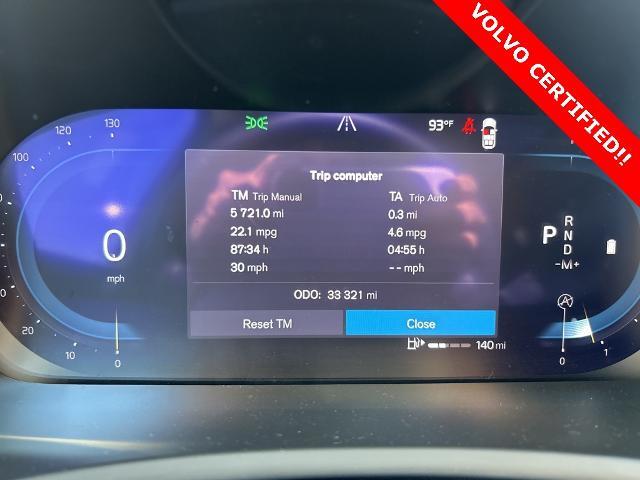 VOLVO CERTIFIED!!
130
120
100
93°F
Trip computer
TM Trip Manual
TA Trip Auto
5 721.0 mi
0.3 mi
22.1 mpg
4.6 mpg
87:34 h
04:55 h
30 mph
-- mph
ODO: 33 321 mi
Reset TM
Close
0
mph
P
R
N
D
-M+
A
20
10
0
140 mi
0
1